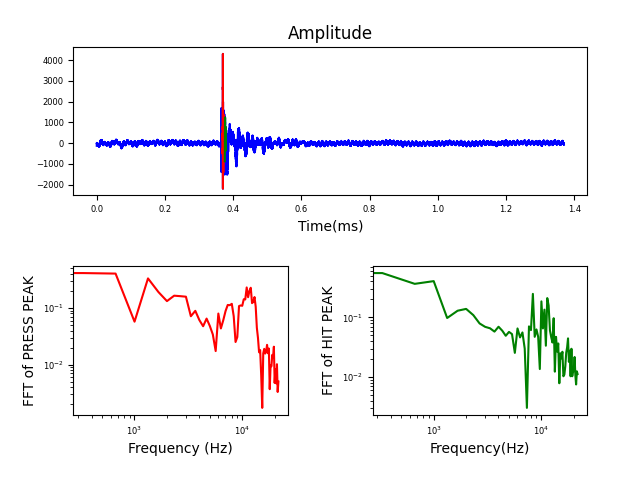 Amplitude
4000
3000
2000
1000
0
−1000
−2000
0.0 0.2 0.4 0.6 0.8 1.0 1.2 1.4
Time(ms)
FFT of PRESS PEAK
10⁻¹
10⁻²
10³ 10⁴
Frequency (Hz)
FFT of HIT PEAK
10⁻¹
10⁻²
10³ 10⁴
Frequency(Hz)